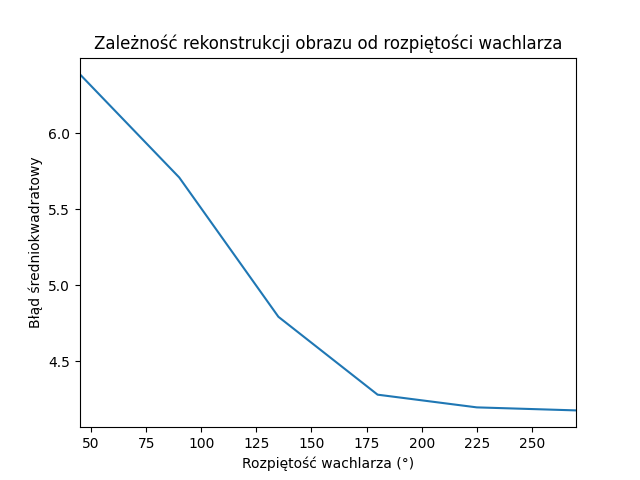 Zależność rekonstrukcji obrazu od rozpiętości wachlarza
Błąd średniokwadratowy
6.0
5.5
5.0
4.5
50 75 100 125 150 175 200 225 250
Rozpiętość wachlarza (°)